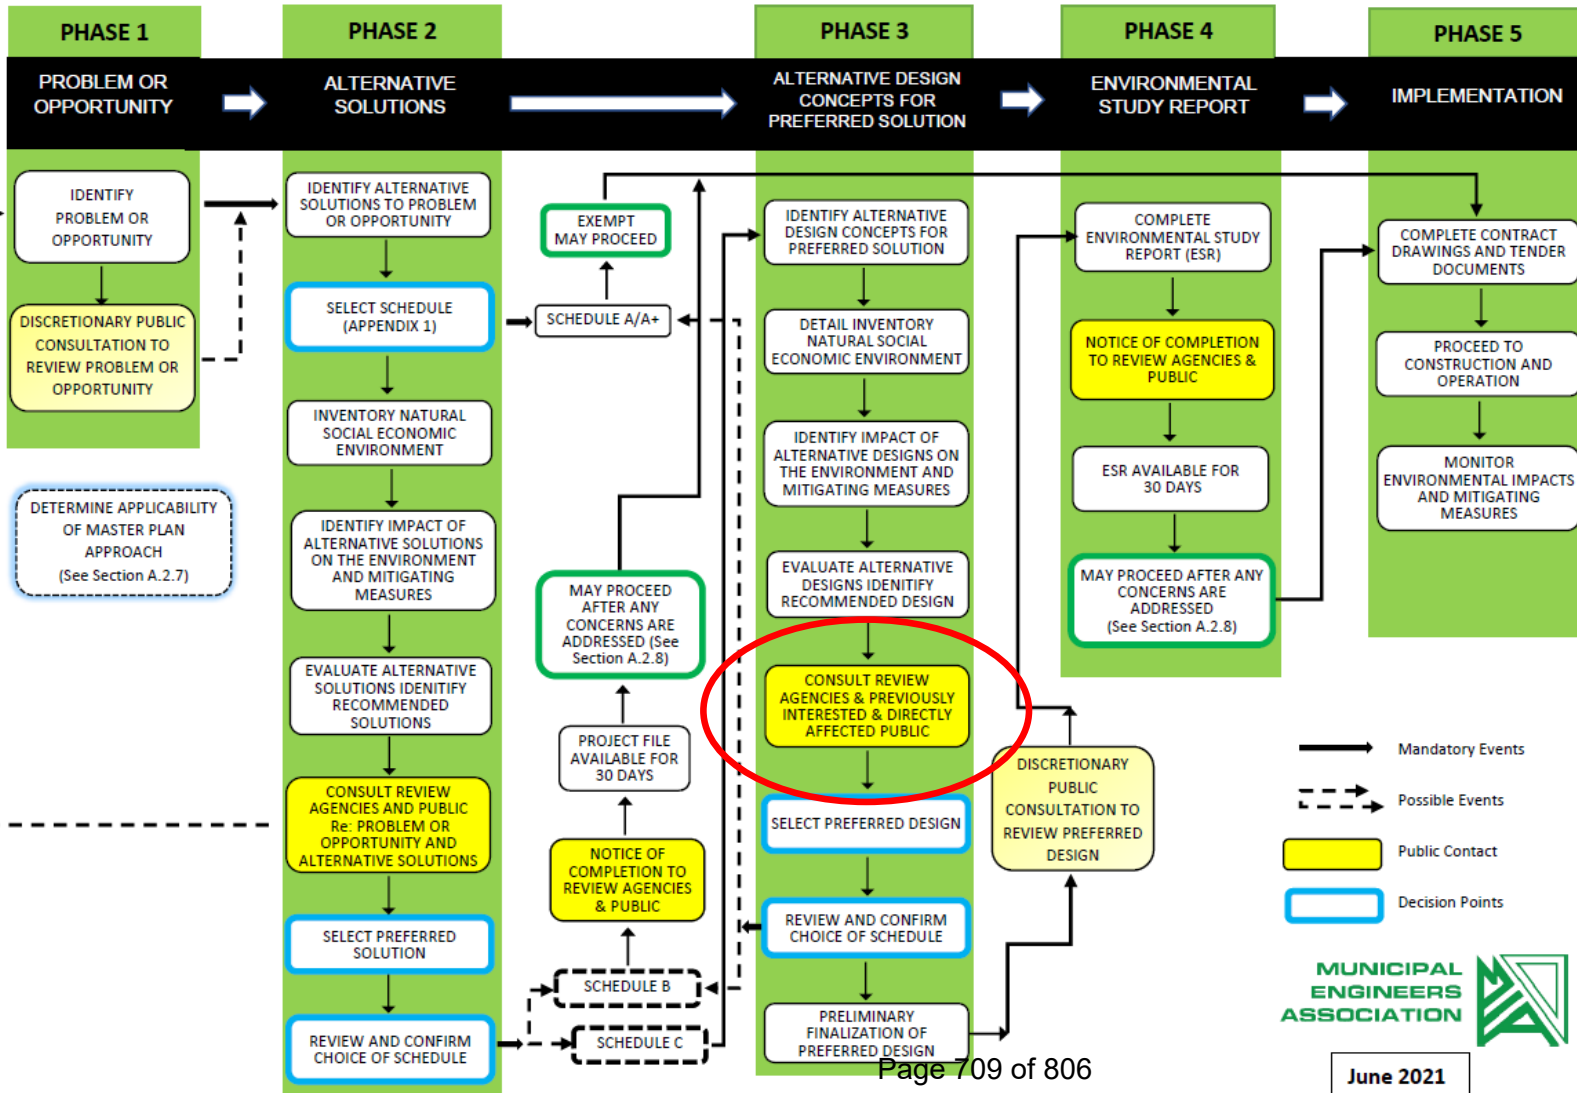 PHASE 1
PHASE 2
PHASE 3
PHASE 4
PHASE 5
PROBLEM OR
OPPORTUNITY
ALTERNATIVE
SOLUTIONS
ALTERNATIVE DESIGN
CONCEPTS FOR
PREFERRED SOLUTION
ENVIRONMENTAL
STUDY REPORT
IMPLEMENTATION
IDENTIFY
PROBLEM OR
OPPORTUNITY
DISCRETIONARY PUBLIC
CONSULTATION TO
REVIEW PROBLEM OR
OPPORTUNITY
DETERMINE APPLICABILITY
OF MASTER PLAN
APPROACH
(See Section A.2.7)
IDENTIFY ALTERNATIVE
SOLUTIONS TO PROBLEM
OR OPPORTUNITY
SELECT SCHEDULE
(APPENDIX 1)
INVENTORY NATURAL
SOCIAL ECONOMIC
ENVIRONMENT
IDENTIFY IMPACT OF
ALTERNATIVE SOLUTIONS
ON THE ENVIRONMENT
AND MITIGATING
MEASURES
EVALUATE ALTERNATIVE
SOLUTIONS IDENITIFY
RECOMMENDED
SOLUTIONS
CONSULT REVIEW
AGENCIES AND PUBLIC
Re: PROBLEM OR
OPPORTUNITY AND
ALTERNATIVE SOLUTIONS
SELECT PREFERRED
SOLUTION
REVIEW AND CONFIRM
CHOICE OF SCHEDULE
EXEMPT
MAY PROCEED
SCHEDULE A/A+
MAY PROCEED
AFTER ANY
CONCERNS ARE
ADDRESSED (See
Section A.2.8)
PROJECT FILE
AVAILABLE FOR
30 DAYS
NOTICE OF
COMPLETION TO
REVIEW AGENCIES
& PUBLIC
SCHEDULE B
SCHEDULE C
IDENTIFY ALTERNATIVE
DESIGN CONCEPTS FOR
PREFERRED SOLUTION
DETAIL INVENTORY
NATURAL SOCIAL
ECONOMIC ENVIRONMENT
IDENTIFY IMPACT OF
ALTERNATIVE DESIGNS ON
THE ENVIRONMENT AND
MITIGATING MEASURES
EVALUATE ALTERNATIVE
DESIGNS IDENITIFY
RECOMMENDED DESIGN
CONSULT REVIEW
AGENCIES & PREVIOUSLY
INTERESTED & DIRECTLY
AFFECTED PUBLIC
SELECT PREFERRED DESIGN
REVIEW AND CONFIRM
CHOICE OF SCHEDULE
PRELIMINARY
FINALIZATION OF
PREFERRED DESIGN
DISCRETIONARY
PUBLIC
CONSULTATION TO
REVIEW PREFERRED
DESIGN
COMPLETE
ENVIRONMENTAL STUDY
REPORT (ESR)
NOTICE OF COMPLETION
TO REVIEW AGENCIES &
PUBLIC
ESR AVAILABLE FOR
30 DAYS
MAY PROCEED AFTER ANY
CONCERNS ARE
ADDRESSED
(See Section A.2.8)
COMPLETE CONTRACT
DRAWINGS AND TENDER
DOCUMENTS
PROCEED TO
CONSTRUCTION AND
OPERATION
MONITOR
ENVIRONMENTAL IMPACTS
AND MITIGATING
MEASURES
Mandatory Events
Possible Events
Public Contact
Decision Points
MUNICIPAL
ENGINEERS
ASSOCIATION
Page 709 of 806
June 2021